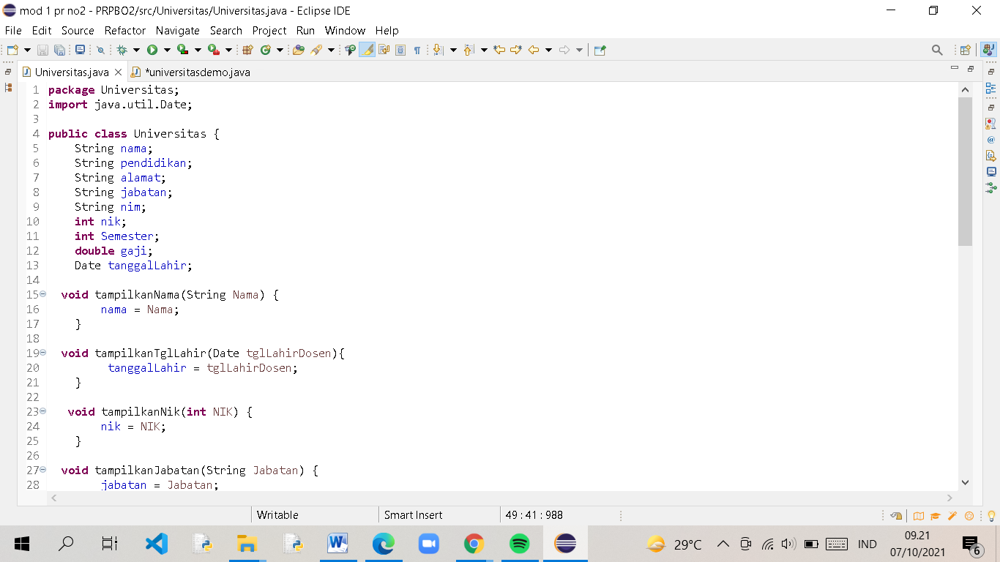 mod 1 pr no2 - PRPBO2/src/Universitas/Universitas.java - Eclipse IDE
File Edit Source Refactor Navigate Search Project Run Window Help
Universitas.java *universitasdemo.java
1 package Universitas;
2 import java.util.Date;
3
4 public class Universitas {
5 String nama;
6 String pendidikan;
7 String alamat;
8 String jabatan;
9 String nim;
10 int nik;
11 int Semester;
12 double gaji;
13 Date tanggalLahir;
14
15 void tampilkanNama(String Nama) {
16 nama = Nama;
17 }
18
19 void tampilkanTglLahir(Date tglLahirDosen){
20 tanggalLahir = tglLahirDosen;
21 }
22
23 void tampilkanNik(int NIK) {
24 nik = NIK;
25 }
26
27 void tampilkanJabatan(String Jabatan) {
28 jabatan = Jabatan;
Writable Smart Insert 49 : 41 : 988
29°C IND 09.21
07/10/2021 6